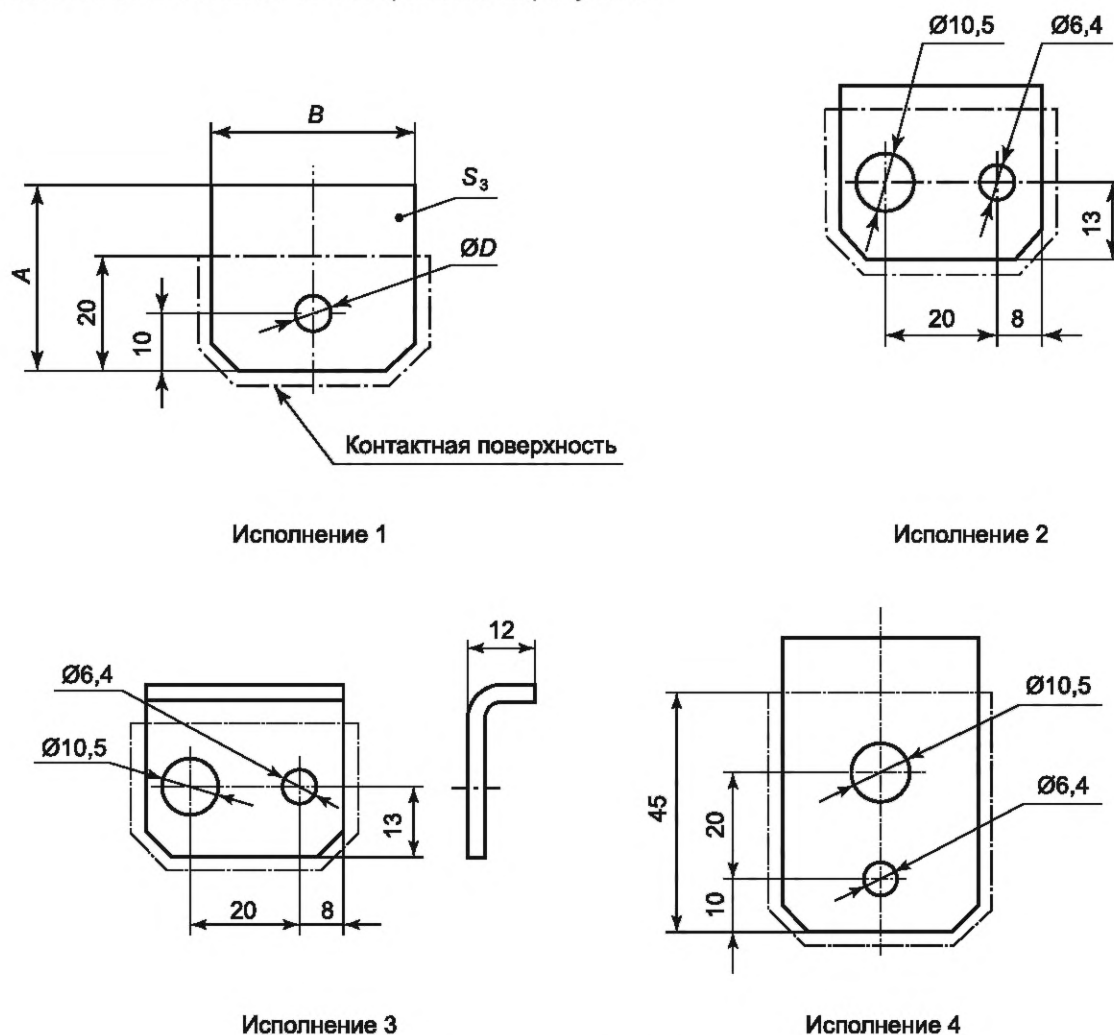 B
S₃
ØD
A
20
10
Контактная поверхность
Исполнение 1
Ø10,5
Ø6,4
13
20
8
Исполнение 2
Ø6,4
Ø10,5
13
20
8
12
Исполнение 3
Ø10,5
Ø6,4
45
20
10
Исполнение 4